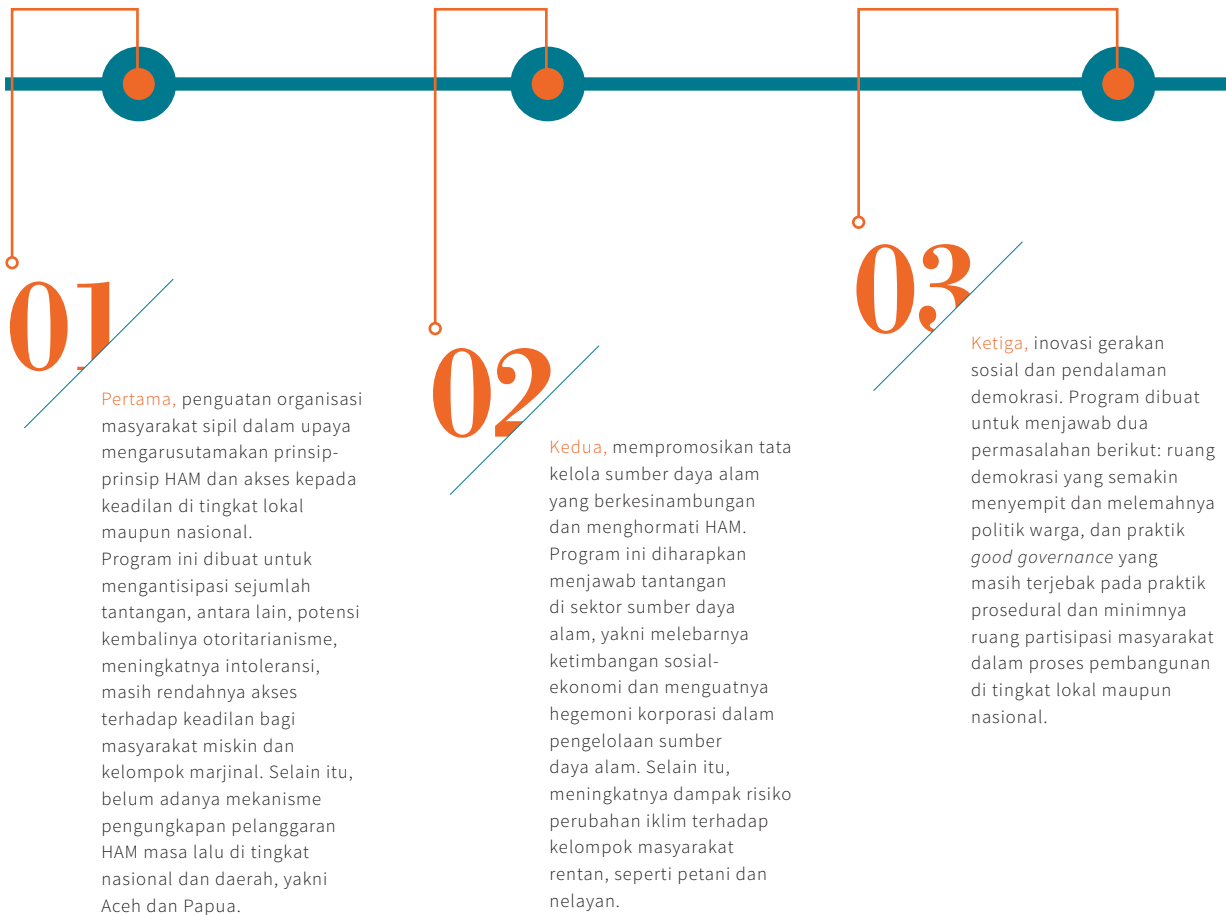 01
Pertama, penguatan organisasi
masyarakat sipil dalam upaya
mengarusutamakan prinsip-
prinsip HAM dan akses kepada
keadilan di tingkat lokal
maupun nasional.
Program ini dibuat untuk
mengantisipasi sejumlah
tantangan, antara lain, potensi
kembalinya otoritarianisme,
meningkatnya intoleransi,
masih rendahnya akses
terhadap keadilan bagi
masyarakat miskin dan
kelompok marjinal. Selain itu,
belum adanya mekanisme
pengungkapan pelanggaran
HAM masa lalu di tingkat
nasional dan daerah, yakni
Aceh dan Papua.
02
Kedua, mempromosikan tata
kelola sumber daya alam
yang berkesinambungan
dan menghormati HAM.
Program ini diharapkan
menjawab tantangan
di sektor sumber daya
alam, yakni melebarnya
ketimbangan sosial-
ekonomi dan menguatnya
hegemoni korporasi dalam
pengelolaan sumber
daya alam. Selain itu,
meningkatnya dampak risiko
perubahan iklim terhadap
kelompok masyarakat
rentan, seperti petani dan
nelayan.
03
Ketiga, inovasi gerakan
sosial dan pendalaman
demokrasi. Program dibuat
untuk menjawab dua
permasalahan berikut: ruang
demokrasi yang semakin
menyempit dan melemahnya
politik warga, dan praktik
good governance yang
masih terjebak pada praktik
prosedural dan minimnya
ruang partisipasi masyarakat
dalam proses pembangunan
di tingkat lokal maupun
nasional.